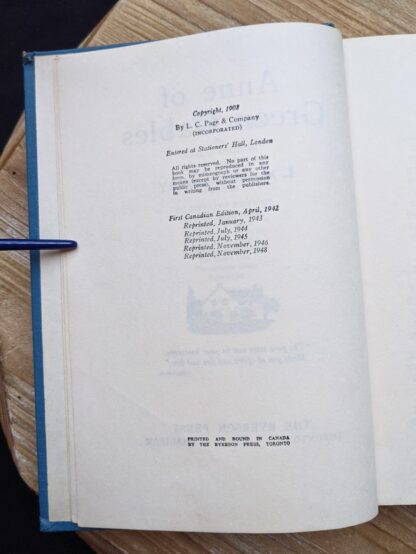 Copyright, 1908
By L. C. Page & Company
(INCORPORATED)
Entered at Stationers' Hall, London
All rights reserved. No part of this
book may be reproduced in any
form, by mimeograph or any other
means (except by reviewers for the
public press), without permission
in writing from the publishers.
First Canadian Edition, April, 1942
Reprinted, January, 1943
Reprinted, July, 1944
Reprinted, July, 1945
Reprinted, November, 1946
Reprinted, November, 1948
PRINTED AND BOUND IN CANADA
BY THE RYERSON PRESS, TORONTO